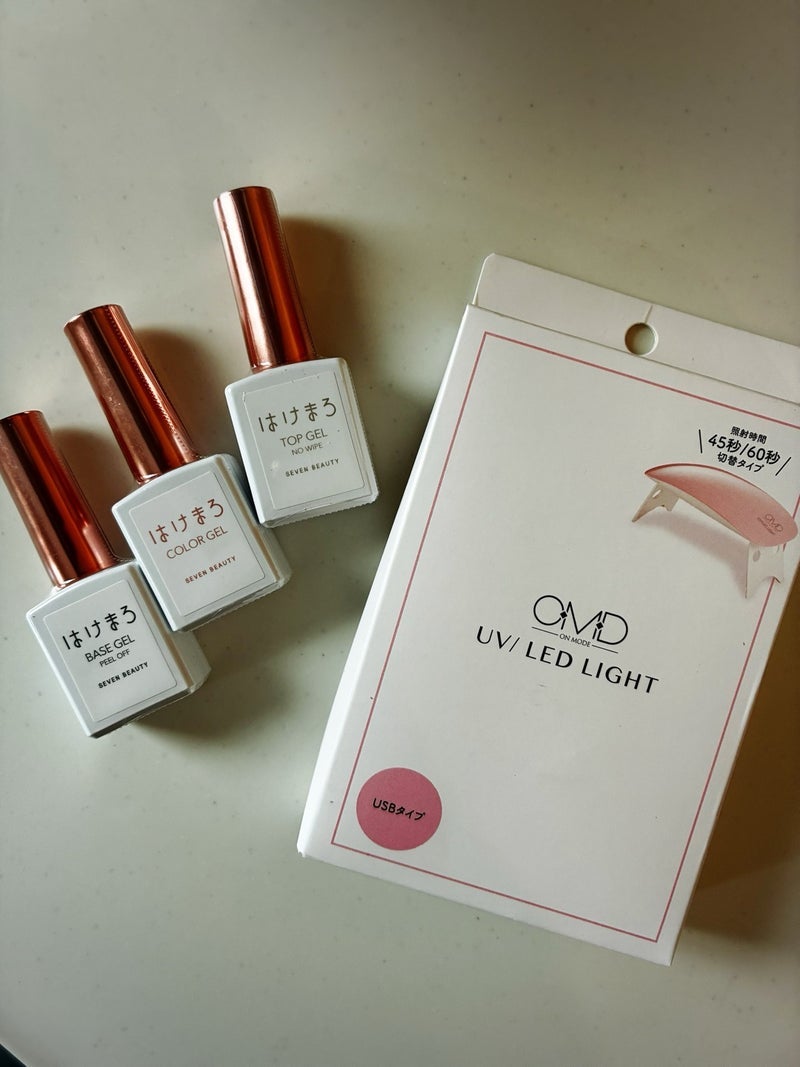 はけまろ
TOP GEL
NO WIPE
SEVEN BEAUTY
はけまろ
COLOR GEL
SEVEN BEAUTY
はけまろ
BASE GEL
PEEL OFF
SEVEN BEAUTY
照射時間
45秒/60秒
切替タイプ
OMD
OMD
ON MODE
UV/ LED LIGHT
USBタイプ